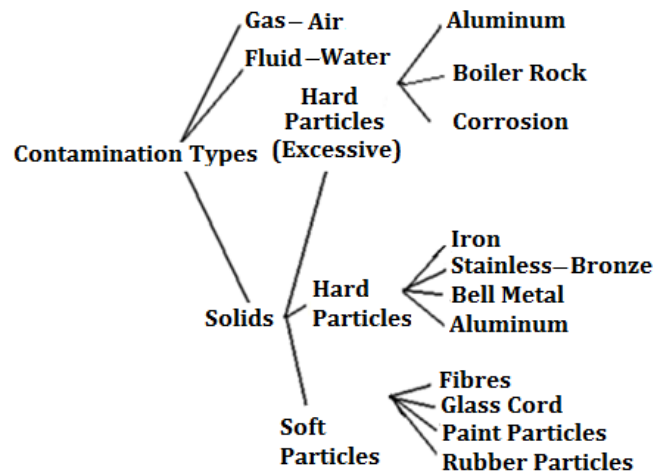 Gas–Air
Fluid–Water
Contamination Types
Hard
Particles
(Excessive)
Aluminum
Boiler Rock
Corrosion
Solids
Hard
Particles
Iron
Stainless–Bronze
Bell Metal
Aluminum
Soft
Particles
Fibres
Glass Cord
Paint Particles
Rubber Particles